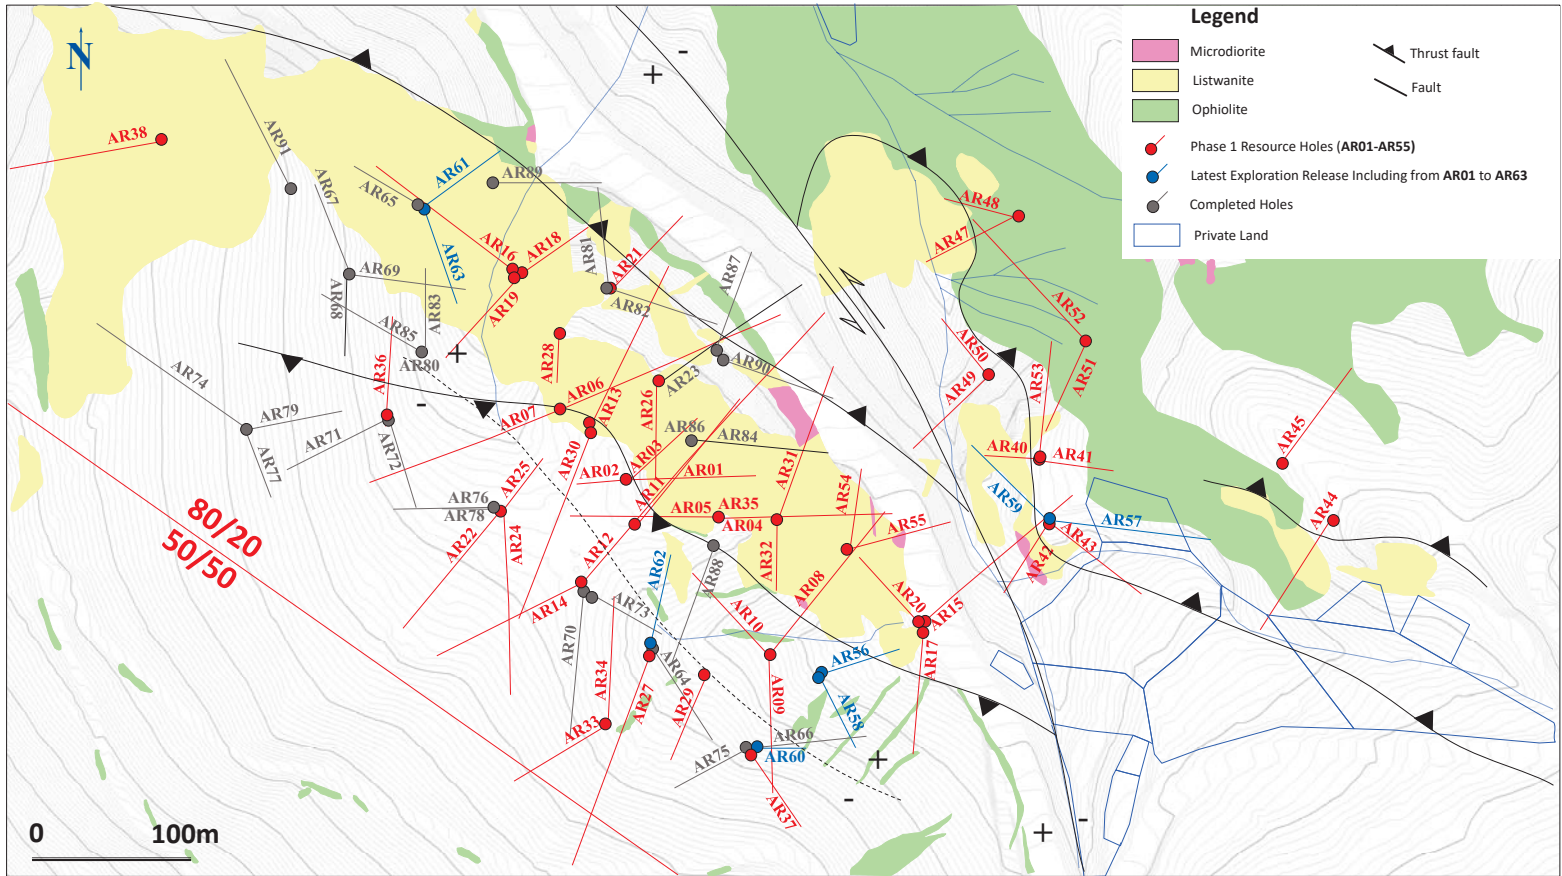 Legend
Microdiorite
Listwanite
Ophiolite
Thrust fault
Fault
Phase 1 Resource Holes (AR01-AR55)
Latest Exploration Release Including from AR01 to AR63
Completed Holes
Private Land
N
-
+
AR38
AR91
AR67
AR65
AR61
AR89
AR63
AR16
AR18
AR19
AR81
AR21
AR82
AR87
AR69
AR68
AR83
AR85
AR80
+
-
AR36
AR74
AR79
AR77
AR71
AR72
AR28
AR06
AR07
AR13
AR30
AR26
AR23
AR90
AR86
AR84
AR02
AR03
AR01
AR11
AR31
AR05
AR35
AR04
AR54
AR55
AR32
AR08
AR76
AR78
AR25
AR22
AR24
AR12
AR14
AR62
AR88
AR73
AR70
AR34
AR33
AR27
AR64
AR29
AR10
AR09
AR56
AR58
AR66
AR60
AR75
AR37
+
-
AR20
AR15
AR17
AR48
AR47
AR52
AR51
AR50
AR49
AR53
AR40
AR41
AR59
AR57
AR43
AR42
AR45
AR44
+
-
80/20
50/50
0
100m